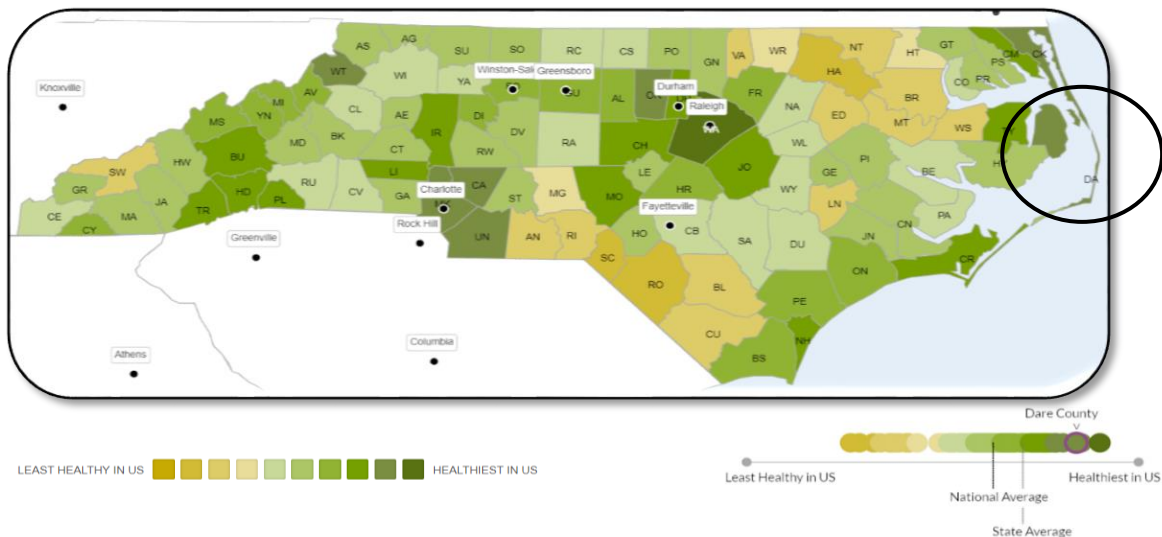 AS
AG
SU
SO
RC
CS
PO
GN
VA
WR
NT
HT
GT
PS
CM
CK
Knoxville
WT
WI
YA
Winston-Sal
Greensboro
GU
AL
Durham
HA
CO
PR
AV
MI
YN
MS
CL
AE
IR
DI
DV
RA
Raleigh
FR
NA
ED
BR
MT
WS
BU
MD
BK
CT
RW
CH
WL
SW
HW
LI
LE
JO
GE
PI
BE
HY
DA
GR
JA
HD
RU
CV
GA
Charlotte
CA
ST
MG
MO
HR
WY
LN
CE
MA
CY
TR
PL
Rock Hill
UN
AN
RI
Fayetteville
HO
CB
SA
DU
JN
CN
PA
Greenville
SC
RO
BL
ON
CR
PE
CU
NH
BS
Columbia
Athens
Dare County
LEAST HEALTHY IN US
HEALTHIEST IN US
Least Healthy in US
Healthiest in US
National Average
State Average